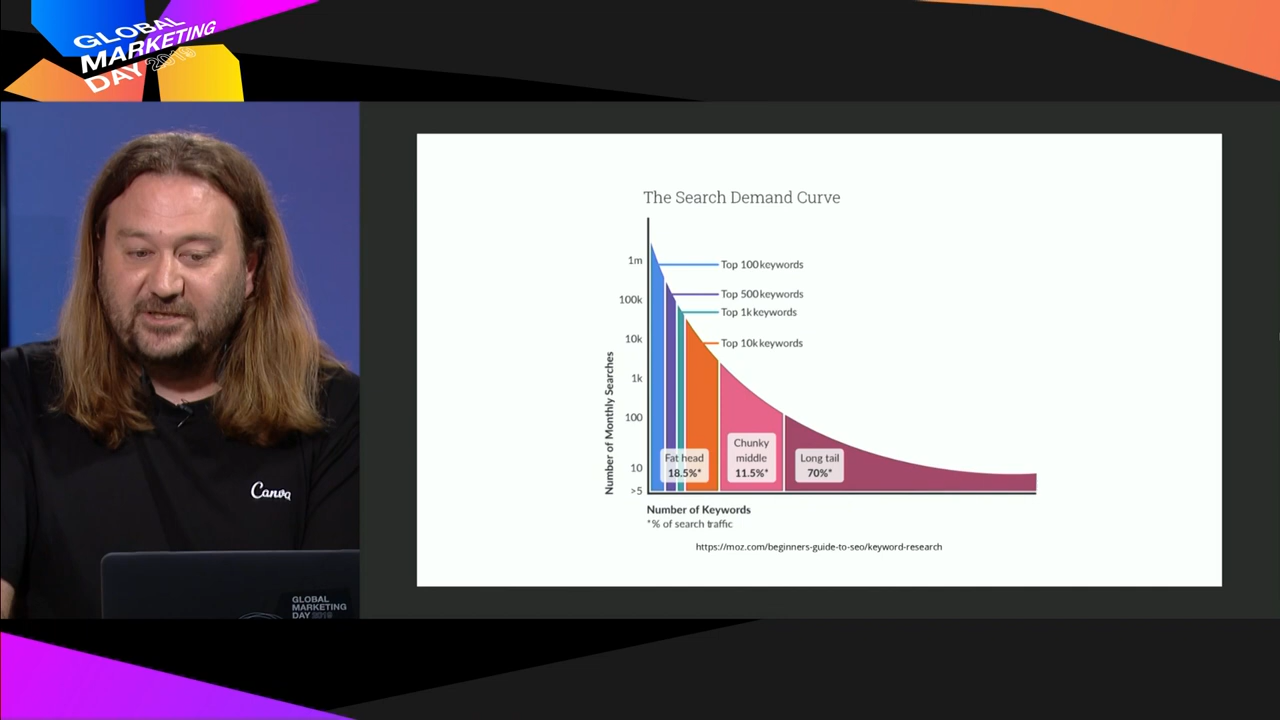 GLOBAL
MARKETING
DAY 2019
The Search Demand Curve
1m
100k
10k
1k
100
10
>5
Number of Monthly Searches
Top 100 keywords
Top 500 keywords
Top 1k keywords
Top 10k keywords
Fat head
18.5%*
Chunky
middle
11.5%*
Long tail
70%*
Number of Keywords
*% of search traffic
https://moz.com/beginners-guide-to-seo/keyword-research
Canva
GLOBAL
MARKETING
DAY 2019